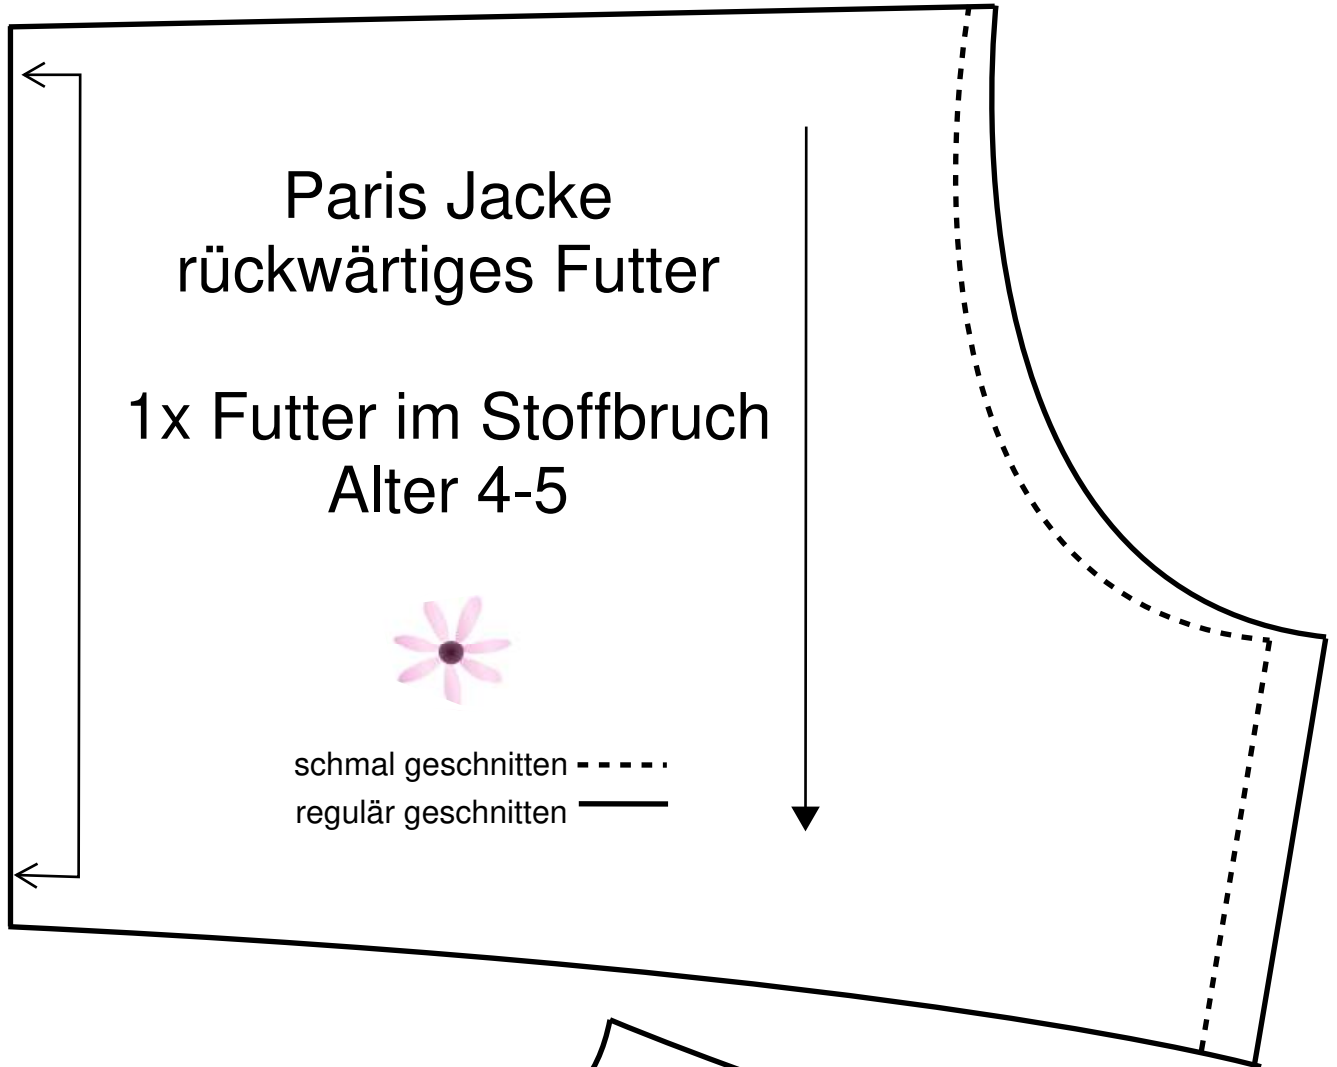 Paris Jacke
rückwärtiges Futter
1x Futter im Stoffbruch
Alter 4-5
schmal geschnitten
regulär geschnitten